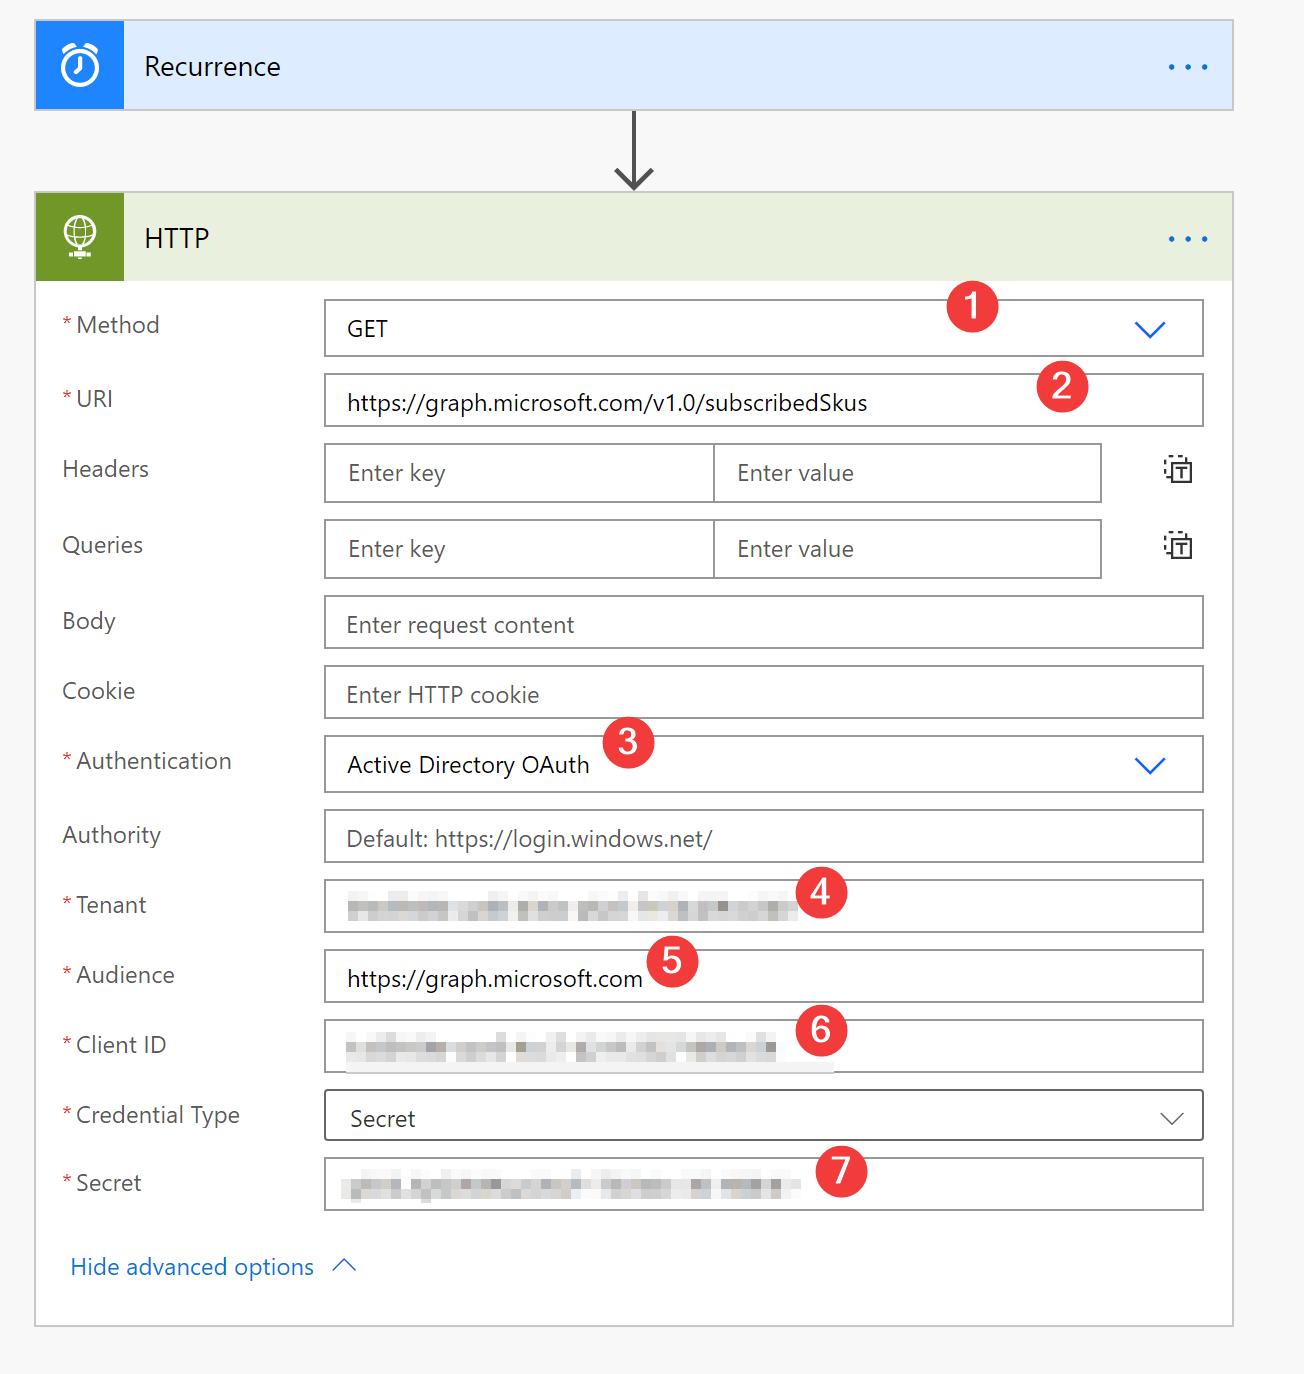 Recurrence
HTTP
* Method
GET
1
* URI
https://graph.microsoft.com/v1.0/subscribedSkus
2
Headers
Enter key
Enter value
Queries
Enter key
Enter value
Body
Enter request content
Cookie
Enter HTTP cookie
* Authentication
Active Directory OAuth
3
Authority
Default: https://login.windows.net/
* Tenant
4
* Audience
https://graph.microsoft.com
5
* Client ID
6
* Credential Type
Secret
* Secret
7
Hide advanced options